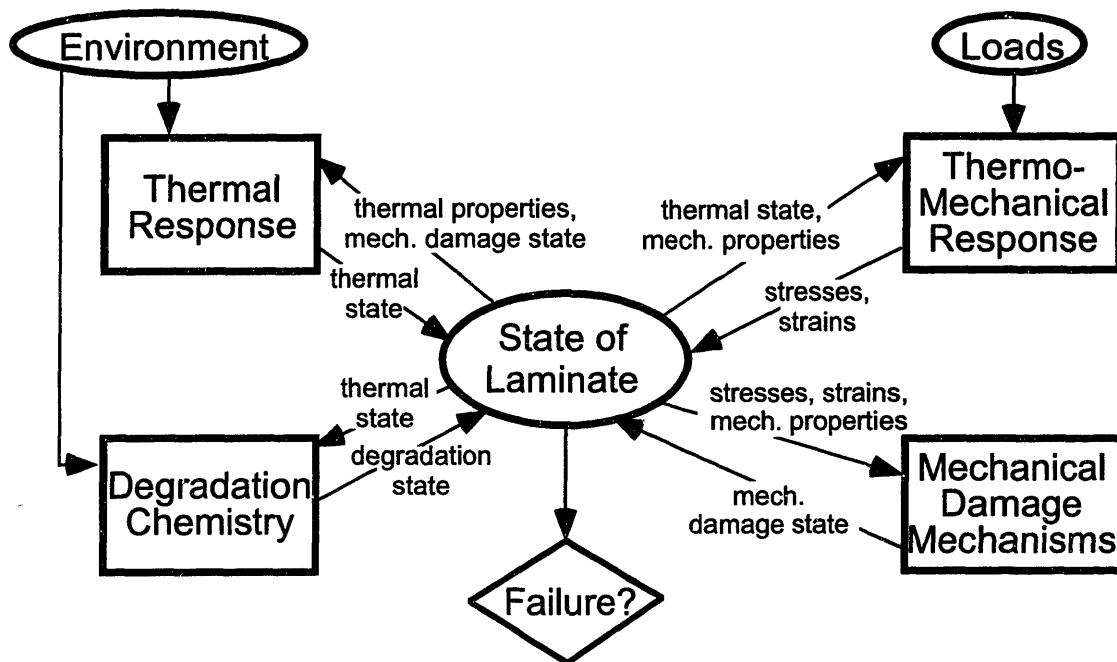 Environment
Loads
Thermal
Response
thermal properties,
mech. damage state
thermal state,
mech. properties
Thermo-
Mechanical
Response
thermal
state
stresses,
strains
State of
Laminate
thermal
state
stresses, strains,
mech. properties
Degradation
Chemistry
degradation
state
mech.
damage state
Mechanical
Damage
Mechanisms
Failure?